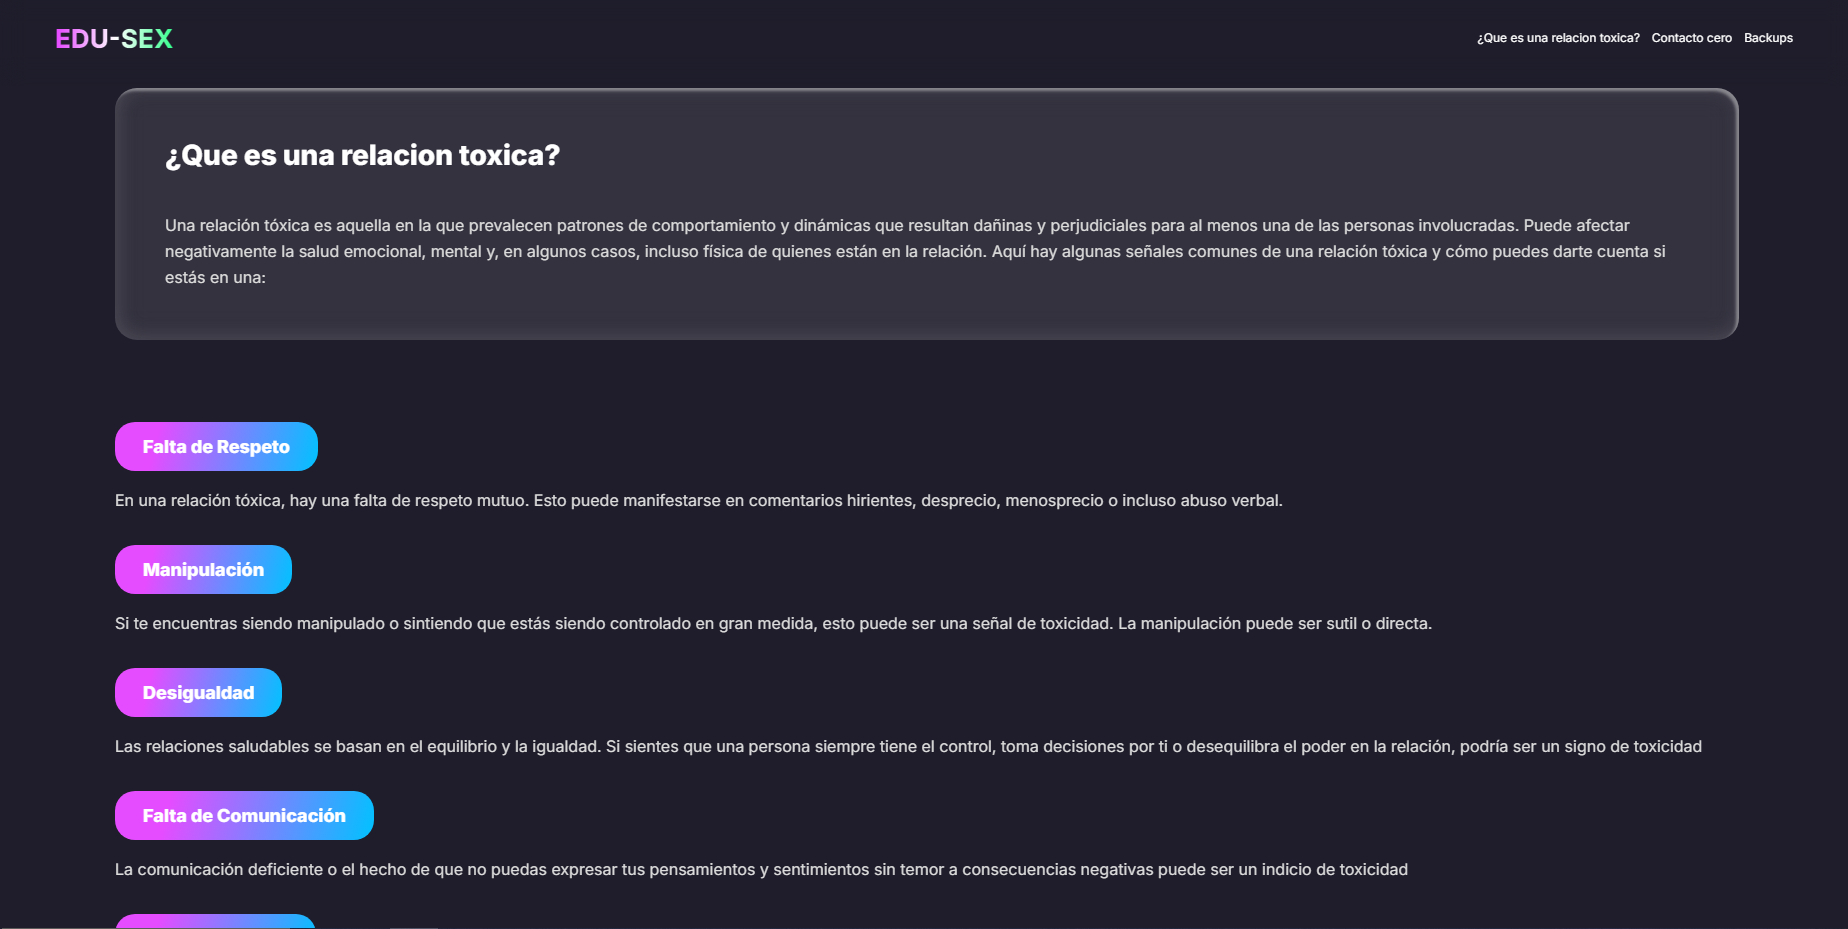 EDU-SEX
¿Que es una relacion toxica? Contacto cero Backups
¿Que es una relacion toxica?
Una relación tóxica es aquella en la que prevalecen patrones de comportamiento y dinámicas que resultan dañinas y perjudiciales para al menos una de las personas involucradas. Puede afectar
negativamente la salud emocional, mental y, en algunos casos, incluso física de quienes están en la relación. Aquí hay algunas señales comunes de una relación tóxica y cómo puedes darte cuenta si
estás en una:
Falta de Respeto
En una relación tóxica, hay una falta de respeto mutuo. Esto puede manifestarse en comentarios hirientes, desprecio, menosprecio o incluso abuso verbal.
Manipulación
Si te encuentras siendo manipulado o sintiendo que estás siendo controlado en gran medida, esto puede ser una señal de toxicidad. La manipulación puede ser sutil o directa.
Desigualdad
Las relaciones saludables se basan en el equilibrio y la igualdad. Si sientes que una persona siempre tiene el control, toma decisiones por ti o desequilibra el poder en la relación, podría ser un signo de toxicidad
Falta de Comunicación
La comunicación deficiente o el hecho de que no puedas expresar tus pensamientos y sentimientos sin temor a consecuencias negativas puede ser un indicio de toxicidad